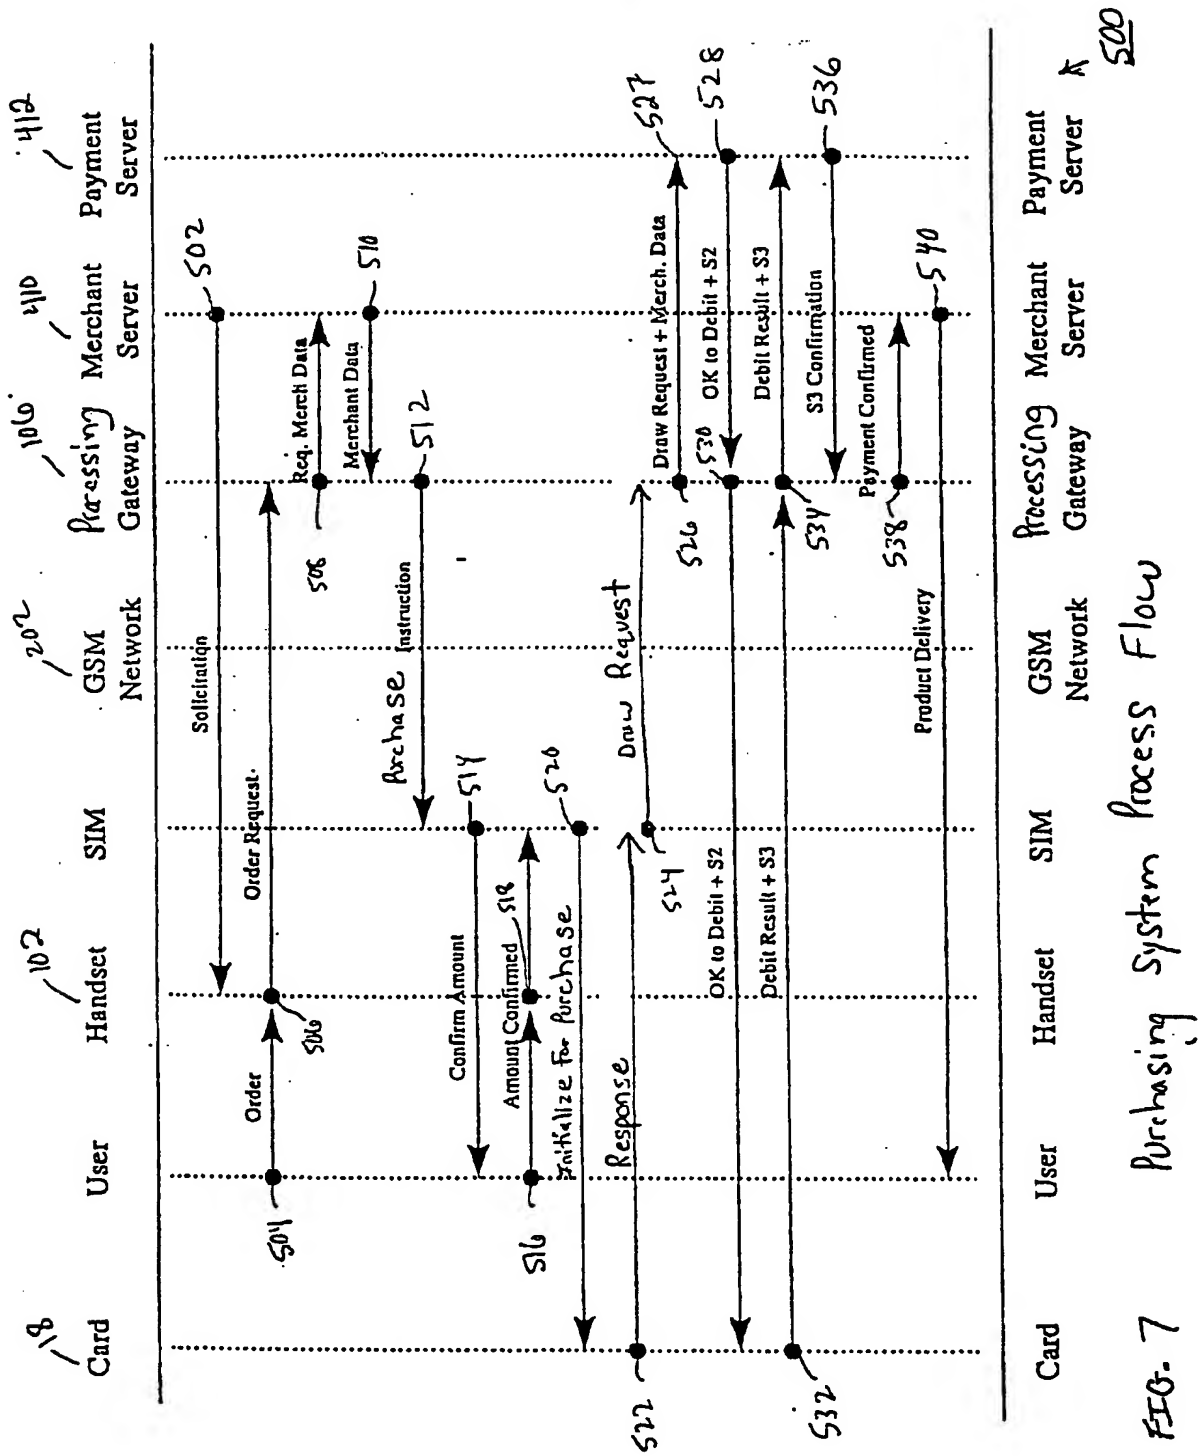 18
Card
User
102
Handset
SIM
202
GSM
Network
106
Processing
Gateway
410
Merchant
Server
412
Payment
Server
Solicitation
502
504
Order
506
Order Request
508
Req. Merch Data
Merchant Data
510
512
Purchase Instruction
514
Confirm Amount
516
Amount Confirmed
518
520
Initialize For Purchase
522
Response
524
Draw Request
526
Draw Request + Merch. Data
527
528
OK to Debit + S2
530
OK to Debit + S2
532
Debit Result + S3
534
Debit Result + S3
536
S3 Confirmation
538
Payment Confirmed
540
Product Delivery
Card
User
Handset
SIM
GSM
Network
Processing
Gateway
Merchant
Server
Payment
Server
500
FIG. 7
Purchasing System Process Flow